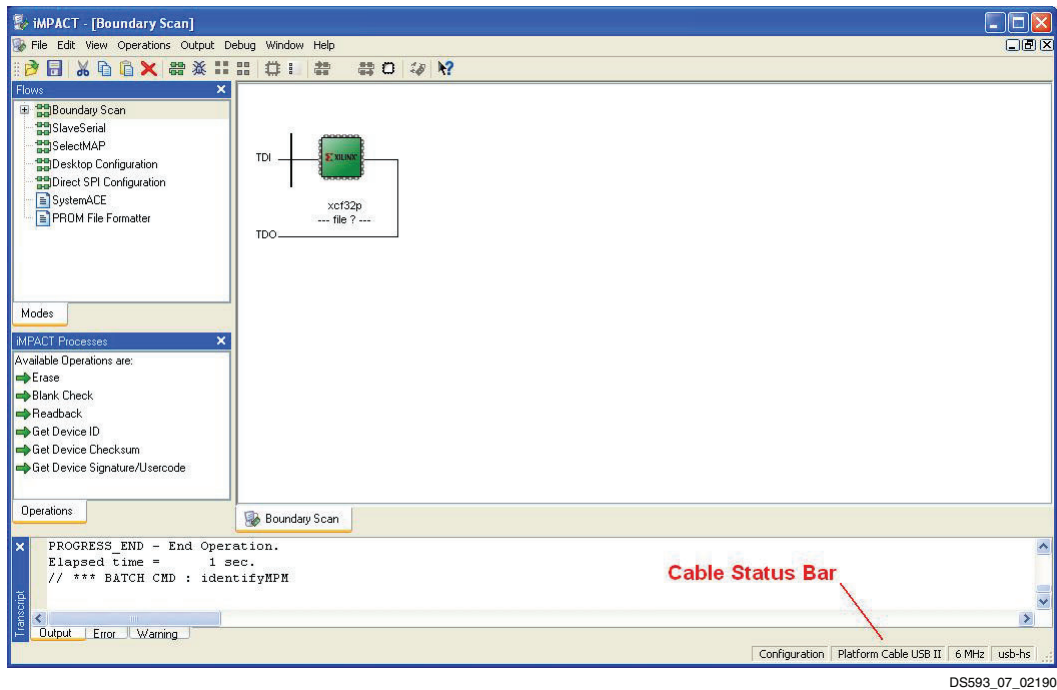 iMPACT - [Boundary Scan]
File Edit View Operations Output Debug Window Help
Flows
Boundary Scan
SlaveSerial
SelectMAP
Desktop Configuration
Direct SPI Configuration
SystemACE
PROM File Formatter
Modes
iMPACT Processes
Available Operations are:
Erase
Blank Check
Readback
Get Device ID
Get Device Checksum
Get Device Signature/Usercode
Operations
TDI
XILINX
xcf32p
--- file ? ---
TDO
Boundary Scan
PROGRESS_END - End Operation.
Elapsed time = 1 sec.
// *** BATCH CMD : identifyMPM
Cable Status Bar
Transcript
Output Error Warning
Configuration Platform Cable USB II 6 MHz usb-hs
DS593_07_02190